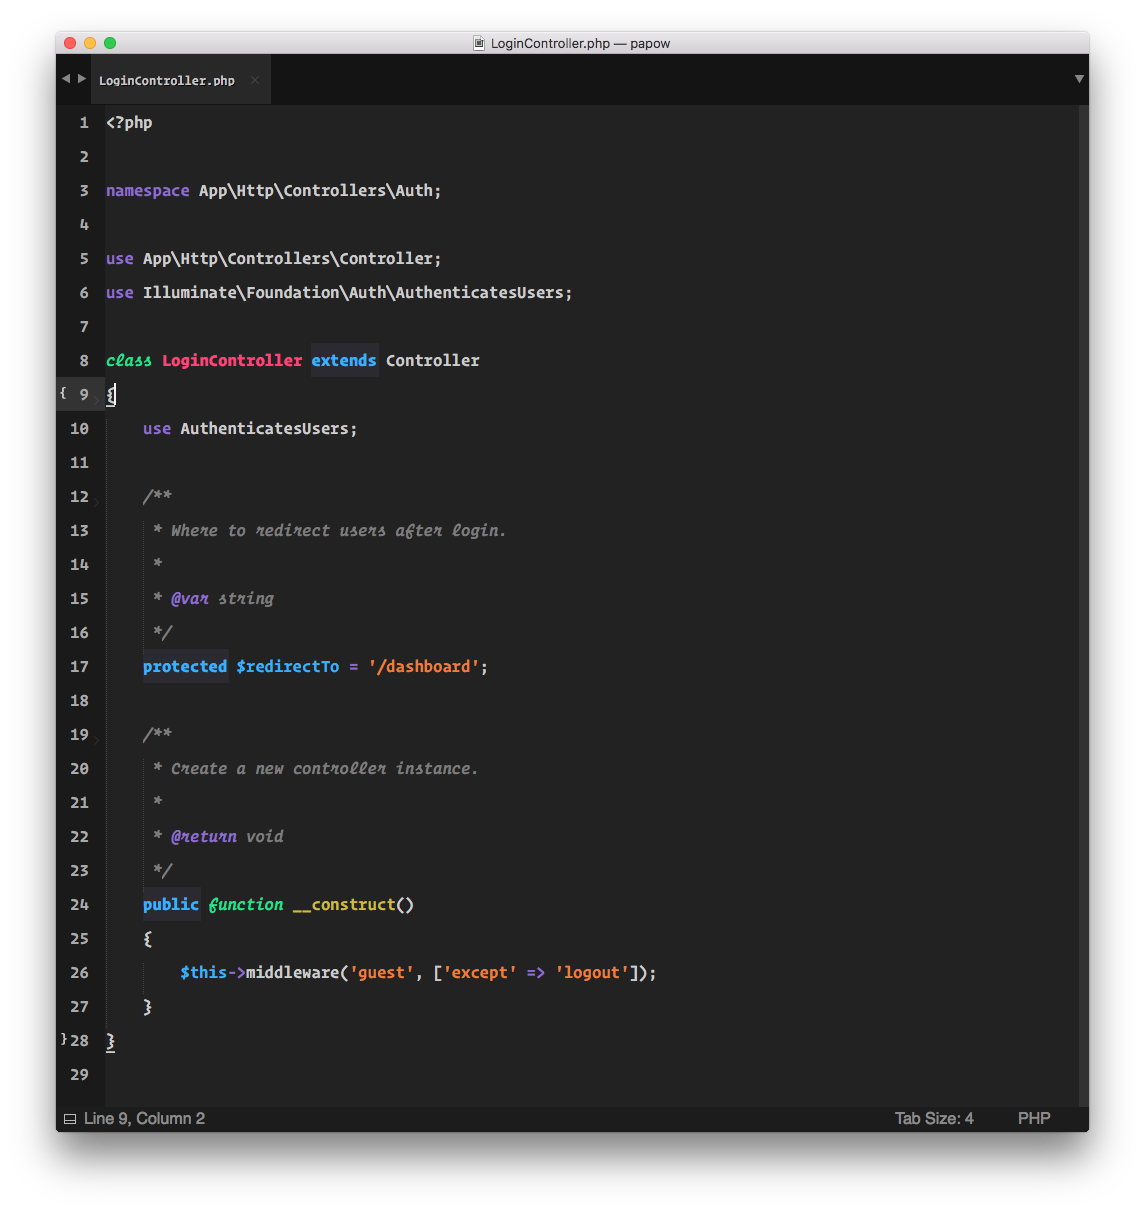 LoginController.php — papow
LoginController.php
1 <?php
2
3 namespace App\Http\Controllers\Auth;
4
5 use App\Http\Controllers\Controller;
6 use Illuminate\Foundation\Auth\AuthenticatesUsers;
7
8 class LoginController extends Controller
{ 9 {
10     use AuthenticatesUsers;
11
12     /**
13      * Where to redirect users after login.
14      *
15      * @var string
16      */
17     protected $redirectTo = '/dashboard';
18
19     /**
20      * Create a new controller instance.
21      *
22      * @return void
23      */
24     public function __construct()
25     {
26         $this->middleware('guest', ['except' => 'logout']);
27     }
} 28 }
29
Line 9, Column 2 Tab Size: 4 PHP